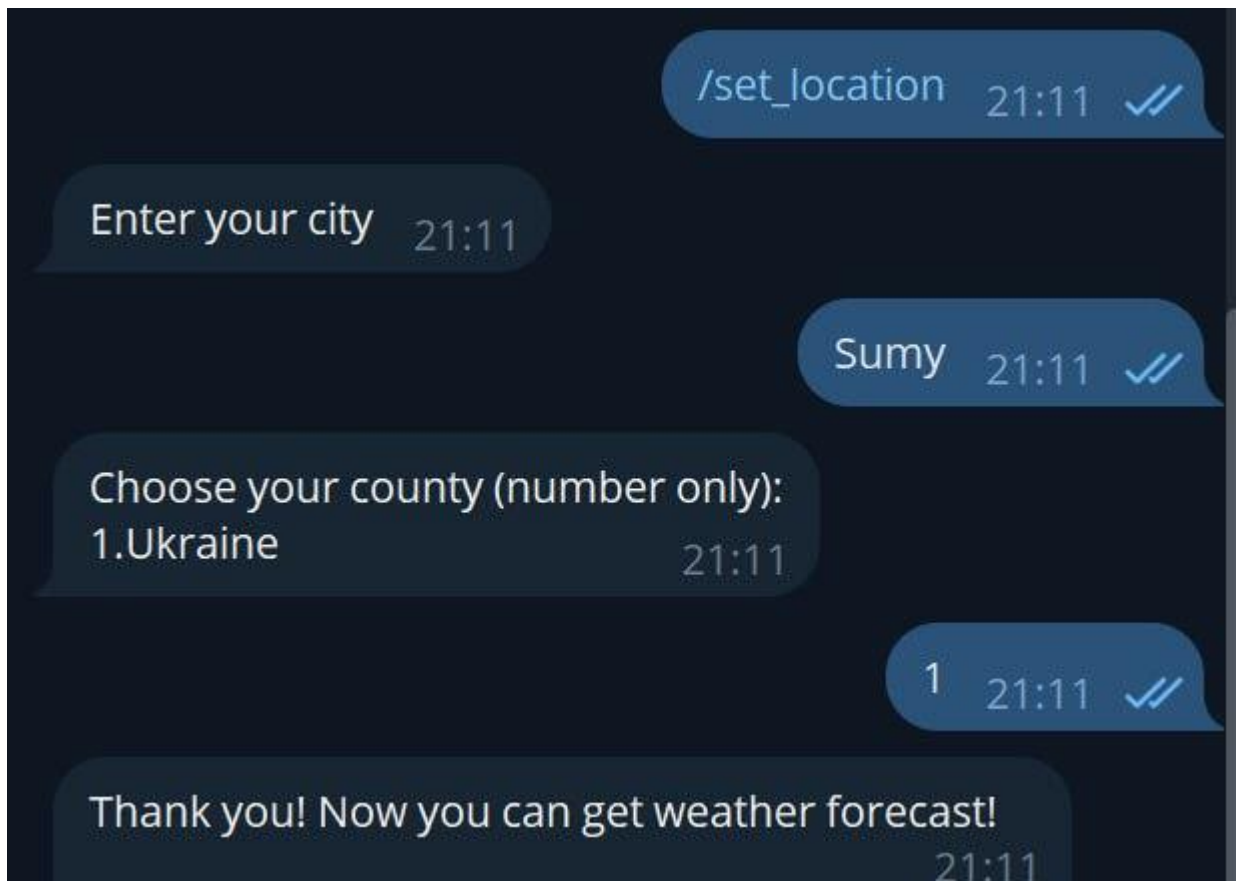 /set_location 21:11
Enter your city 21:11
Sumy 21:11
Choose your county (number only):
1.Ukraine 21:11
1 21:11
Thank you! Now you can get weather forecast!
21:11